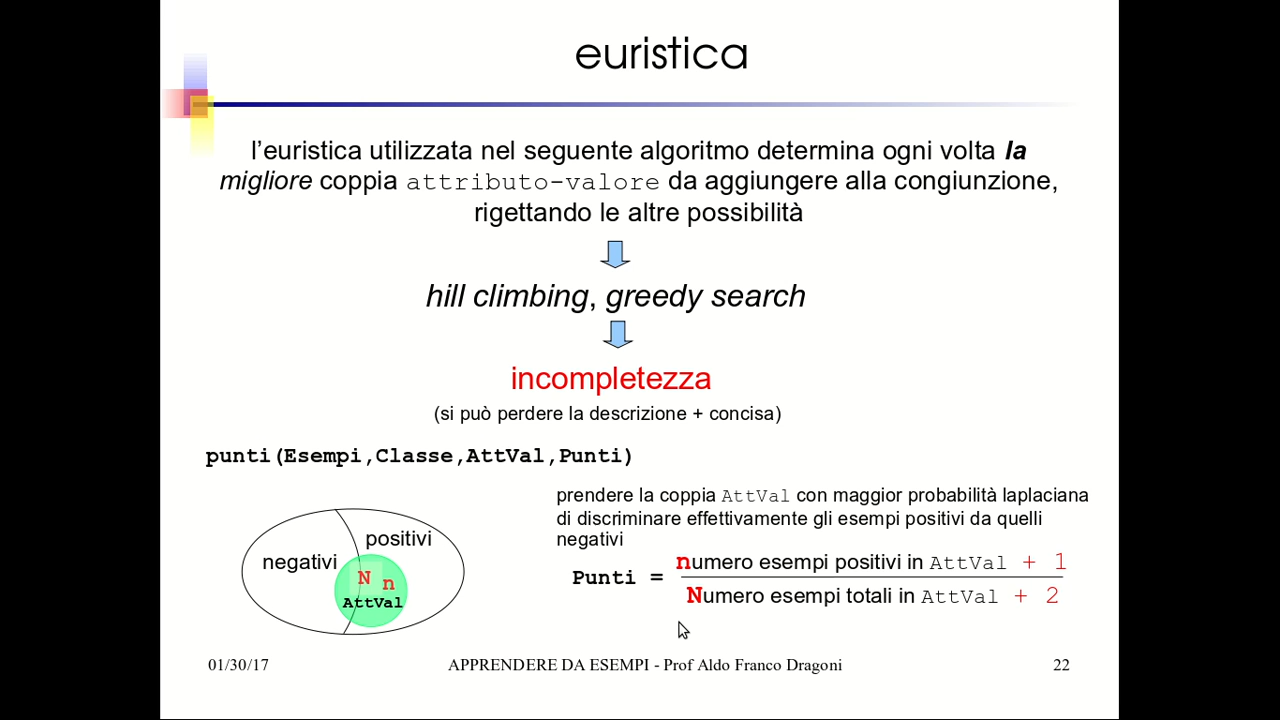 euristica
l'euristica utilizzata nel seguente algoritmo determina ogni volta la
migliore coppia attributo-valore da aggiungere alla congiunzione,
rigettando le altre possibilità
hill climbing, greedy search
incompletezza
(si può perdere la descrizione + concisa)
punti(Esempi,Classe,AttVal,Punti)
prendere la coppia AttVal con maggior probabilità laplaciana
di discriminare effettivamente gli esempi positivi da quelli
negativi
positivi
negativi
N n
AttVal
Punti = numero esempi positivi in AttVal + 1
Numero esempi totali in AttVal + 2
01/30/17
APPRENDERE DA ESEMPI - Prof Aldo Franco Dragoni
22